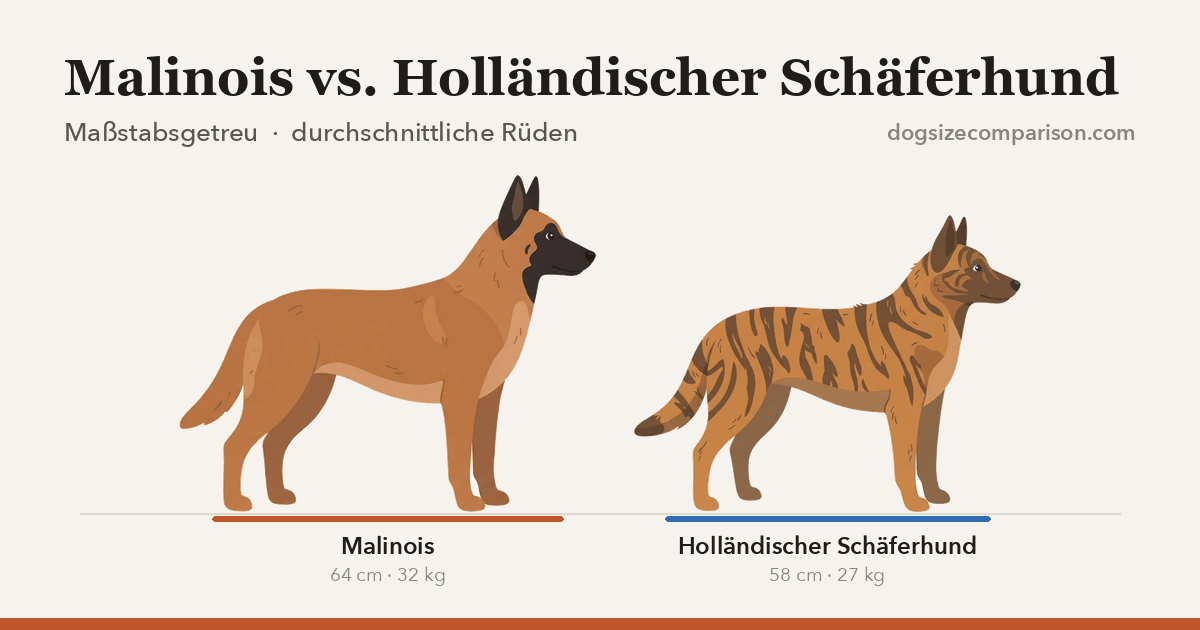 Malinois vs. Holländischer Schäferhund
Maßstabsgetreu · durchschnittliche Rüden
dogsizecomparison.com
Malinois
64 cm · 32 kg
Holländischer Schäferhund
58 cm · 27 kg